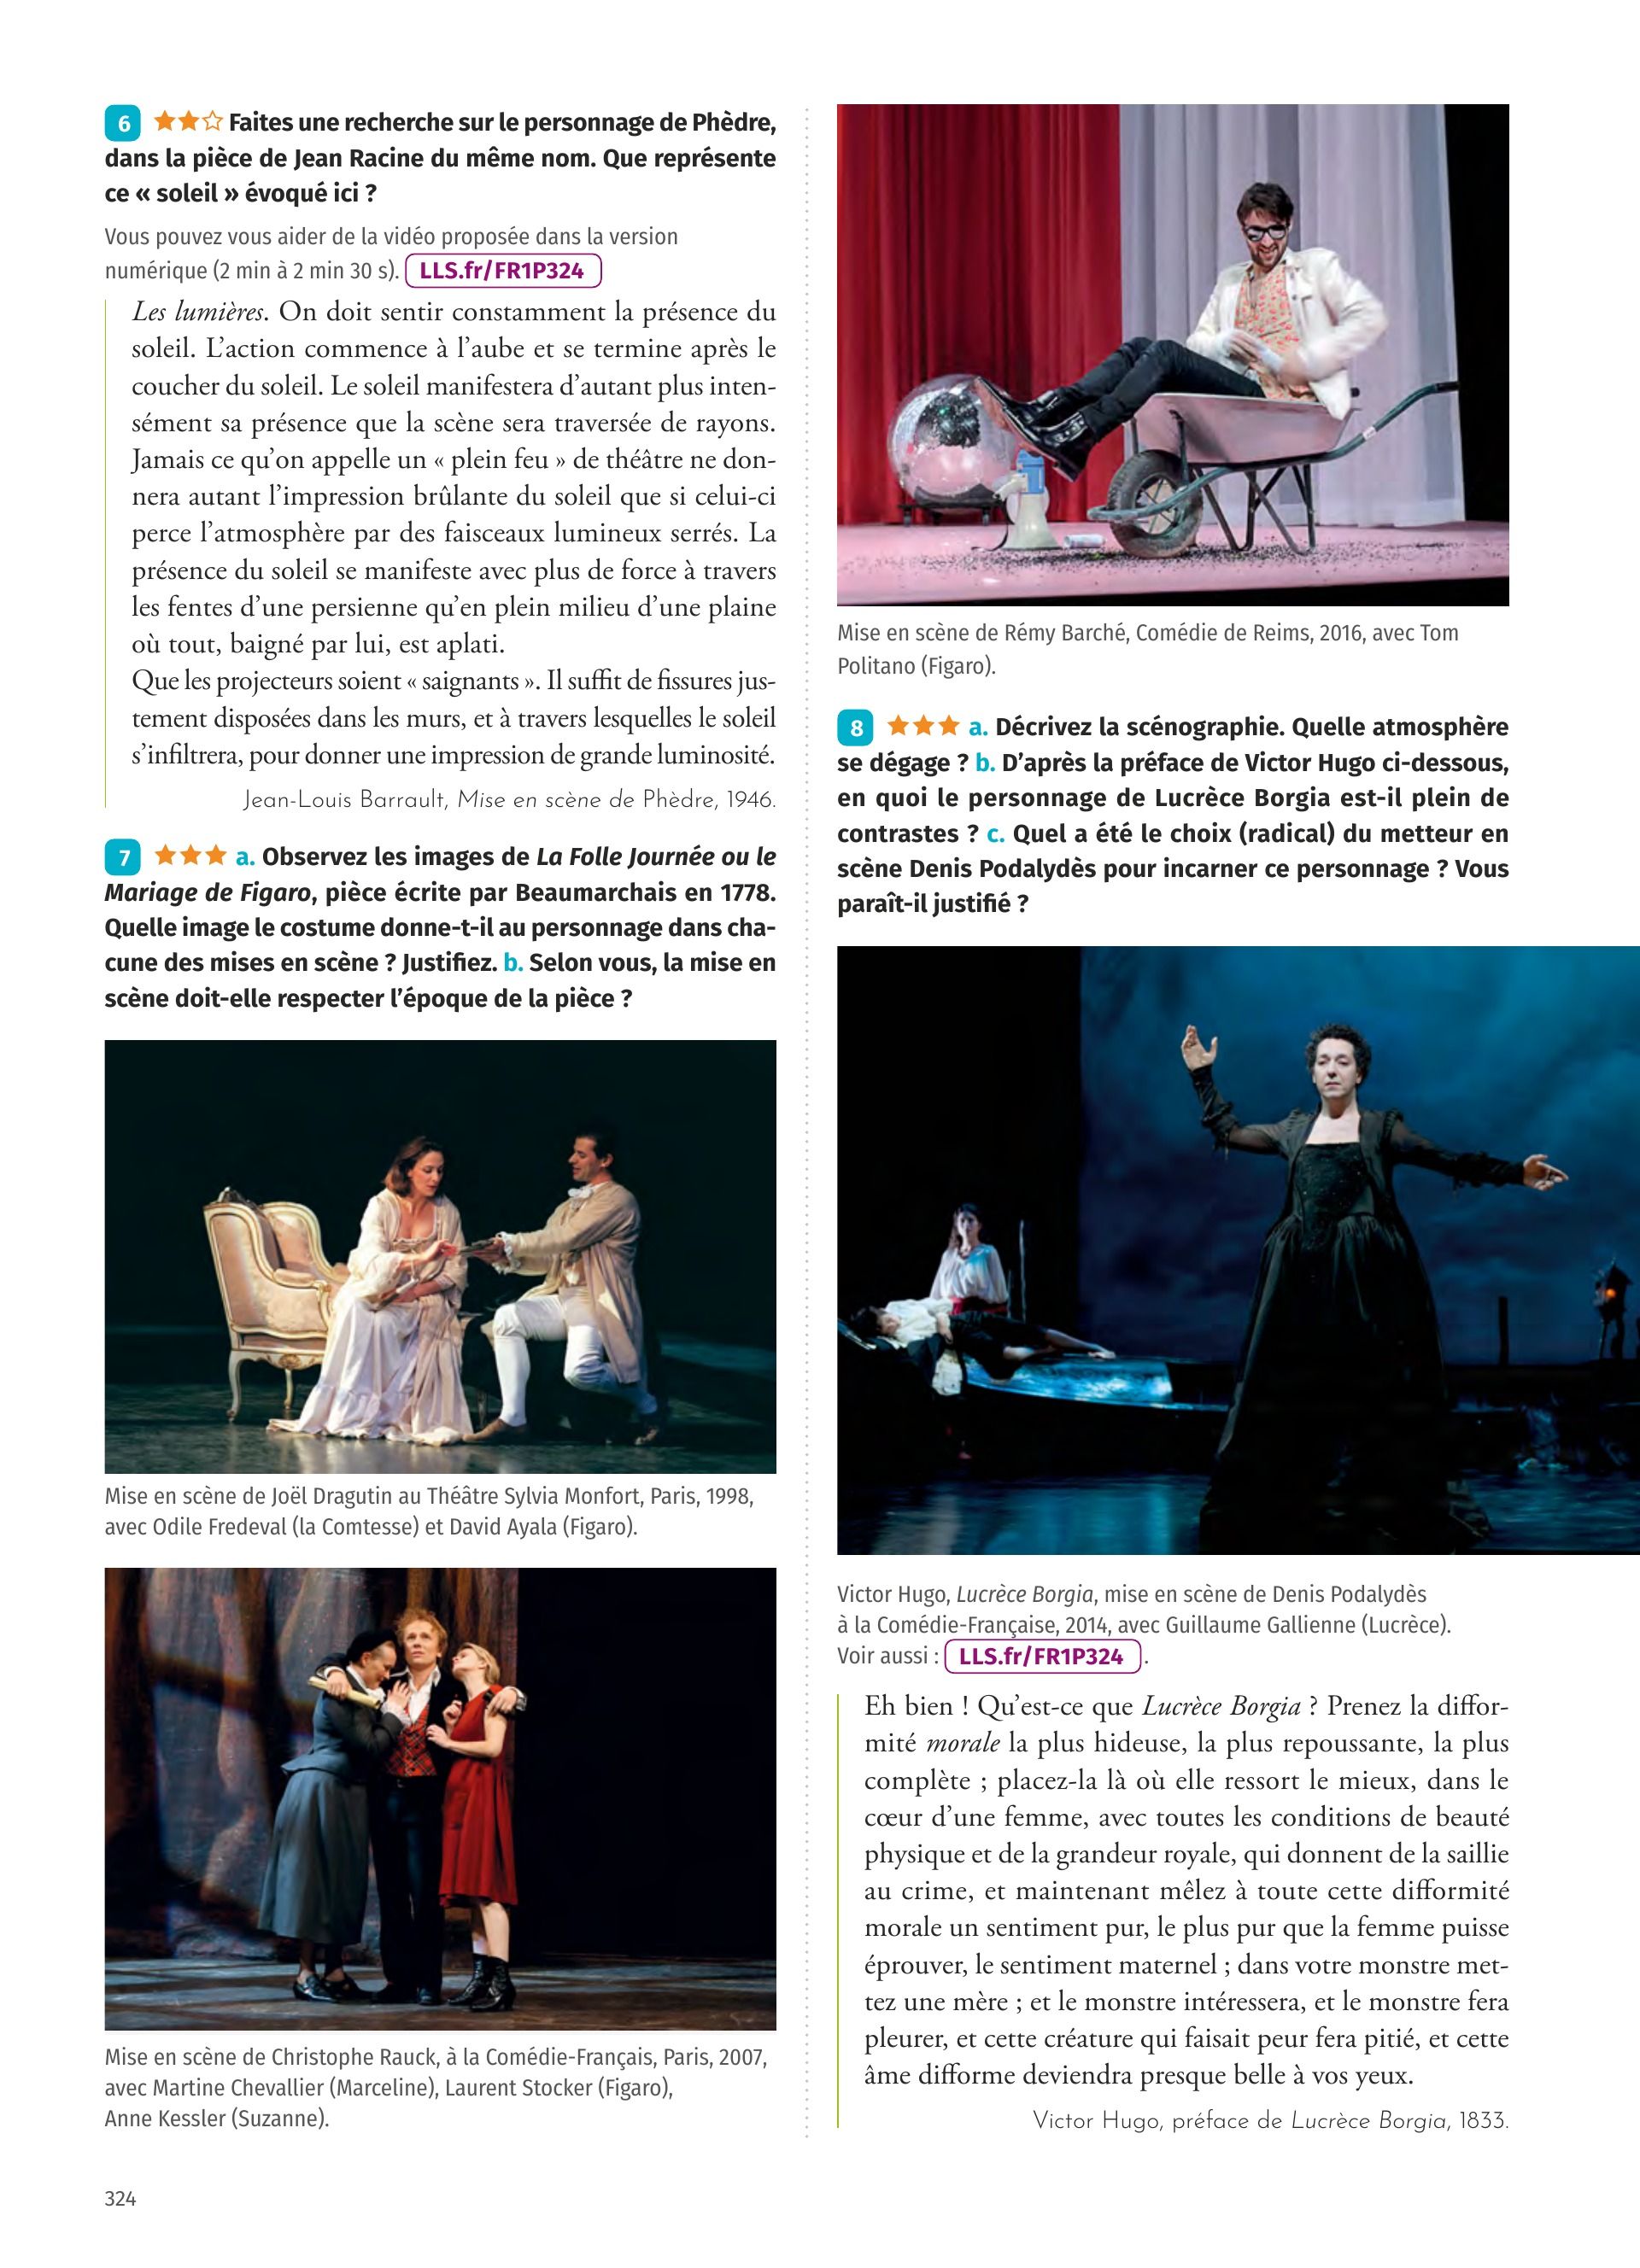 6 ★★☆ Faites une recherche sur le personnage de Phèdre,
dans la pièce de Jean Racine du même nom. Que représente
ce « soleil » évoqué ici ?
Vous pouvez vous aider de la vidéo proposée dans la version
numérique (2 min à 2 min 30 s). LLS.fr/FR1P324
Les lumières. On doit sentir constamment la présence du
soleil. L’action commence à l’aube et se termine après le
coucher du soleil. Le soleil manifestera d’autant plus inten-
sément sa présence que la scène sera traversée de rayons.
Jamais ce qu’on appelle un « plein feu » de théâtre ne don-
nera autant l’impression brûlante du soleil que si celui-ci
perce l’atmosphère par des faisceaux lumineux serrés. La
présence du soleil se manifeste avec plus de force à travers
les fentes d’une persienne qu’en plein milieu d’une plaine
où tout, baigné par lui, est aplati.
Que les projecteurs soient « saignants ». Il suffit de fissures jus-
tement disposées dans les murs, et à travers lesquelles le soleil
s’infiltrera, pour donner une impression de grande luminosité.
Jean-Louis Barrault, Mise en scène de Phèdre, 1946.
7 ★★★ a. Observez les images de La Folle Journée ou le
Mariage de Figaro, pièce écrite par Beaumarchais en 1778.
Quelle image le costume donne-t-il au personnage dans cha-
cune des mises en scène ? Justifiez. b. Selon vous, la mise en
scène doit-elle respecter l’époque de la pièce ?
Mise en scène de Joël Dragutin au Théâtre Sylvia Monfort, Paris, 1998,
avec Odile Fredeval (la Comtesse) et David Ayala (Figaro).
Mise en scène de Christophe Rauck, à la Comédie-Français, Paris, 2007,
avec Martine Chevallier (Marceline), Laurent Stocker (Figaro),
Anne Kessler (Suzanne).
Mise en scène de Rémy Barché, Comédie de Reims, 2016, avec Tom
Politano (Figaro).
8 ★★★ a. Décrivez la scénographie. Quelle atmosphère
se dégage ? b. D’après la préface de Victor Hugo ci-dessous,
en quoi le personnage de Lucrèce Borgia est-il plein de
contrastes ? c. Quel a été le choix (radical) du metteur en
scène Denis Podalydès pour incarner ce personnage ? Vous
paraît-il justifié ?
Victor Hugo, Lucrèce Borgia, mise en scène de Denis Podalydès
à la Comédie-Française, 2014, avec Guillaume Gallienne (Lucrèce).
Voir aussi : LLS.fr/FR1P324 .
Eh bien ! Qu’est-ce que Lucrèce Borgia ? Prenez la diffor-
mité morale la plus hideuse, la plus repoussante, la plus
complète ; placez-la là où elle ressort le mieux, dans le
cœur d’une femme, avec toutes les conditions de beauté
physique et de la grandeur royale, qui donnent de la saillie
au crime, et maintenant mêlez à toute cette difformité
morale un sentiment pur, le plus pur que la femme puisse
éprouver, le sentiment maternel ; dans votre monstre met-
tez une mère ; et le monstre intéressera, et le monstre fera
pleurer, et cette créature qui faisait peur fera pitié, et cette
âme difforme deviendra presque belle à vos yeux.
Victor Hugo, préface de Lucrèce Borgia, 1833.
324